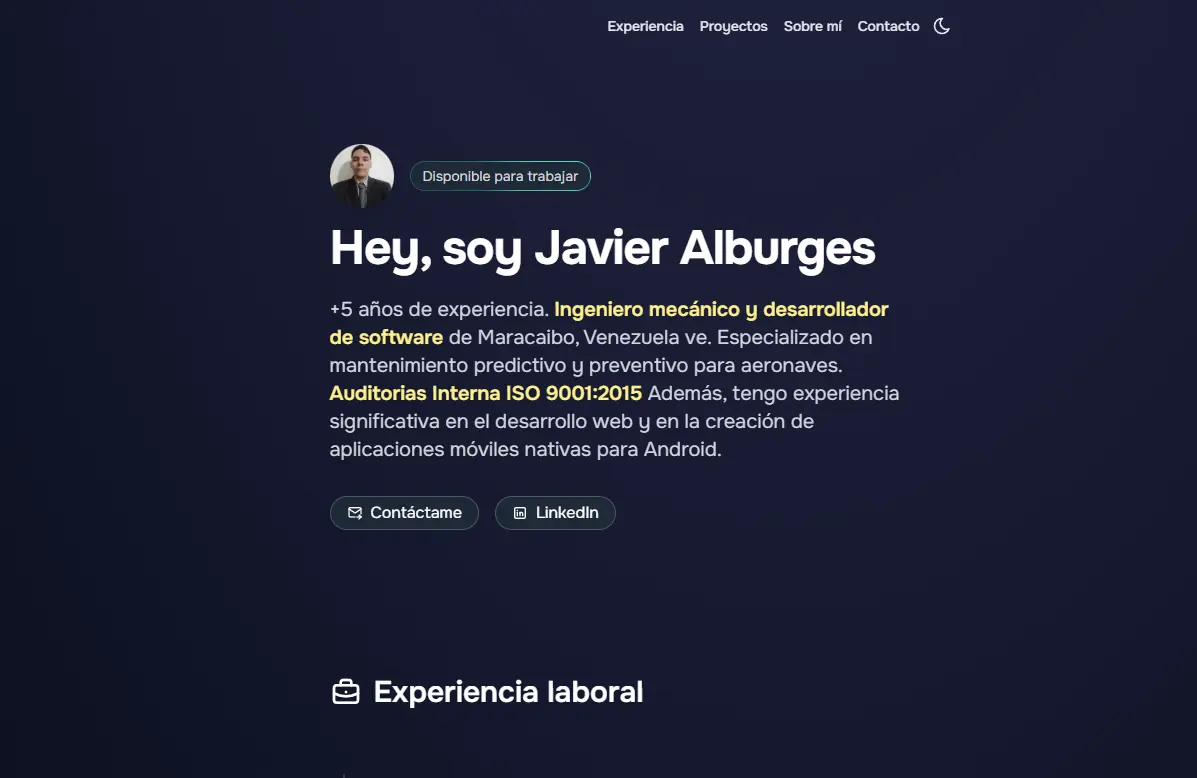 Experiencia Proyectos Sobre mí Contacto
Disponible para trabajar
Hey, soy Javier Alburges
+5 años de experiencia. Ingeniero mecánico y desarrollador
de software de Maracaibo, Venezuela ve. Especializado en
mantenimiento predictivo y preventivo para aeronaves.
Auditorias Interna ISO 9001:2015 Además, tengo experiencia
significativa en el desarrollo web y en la creación de
aplicaciones móviles nativas para Android.
Contáctame LinkedIn
Experiencia laboral